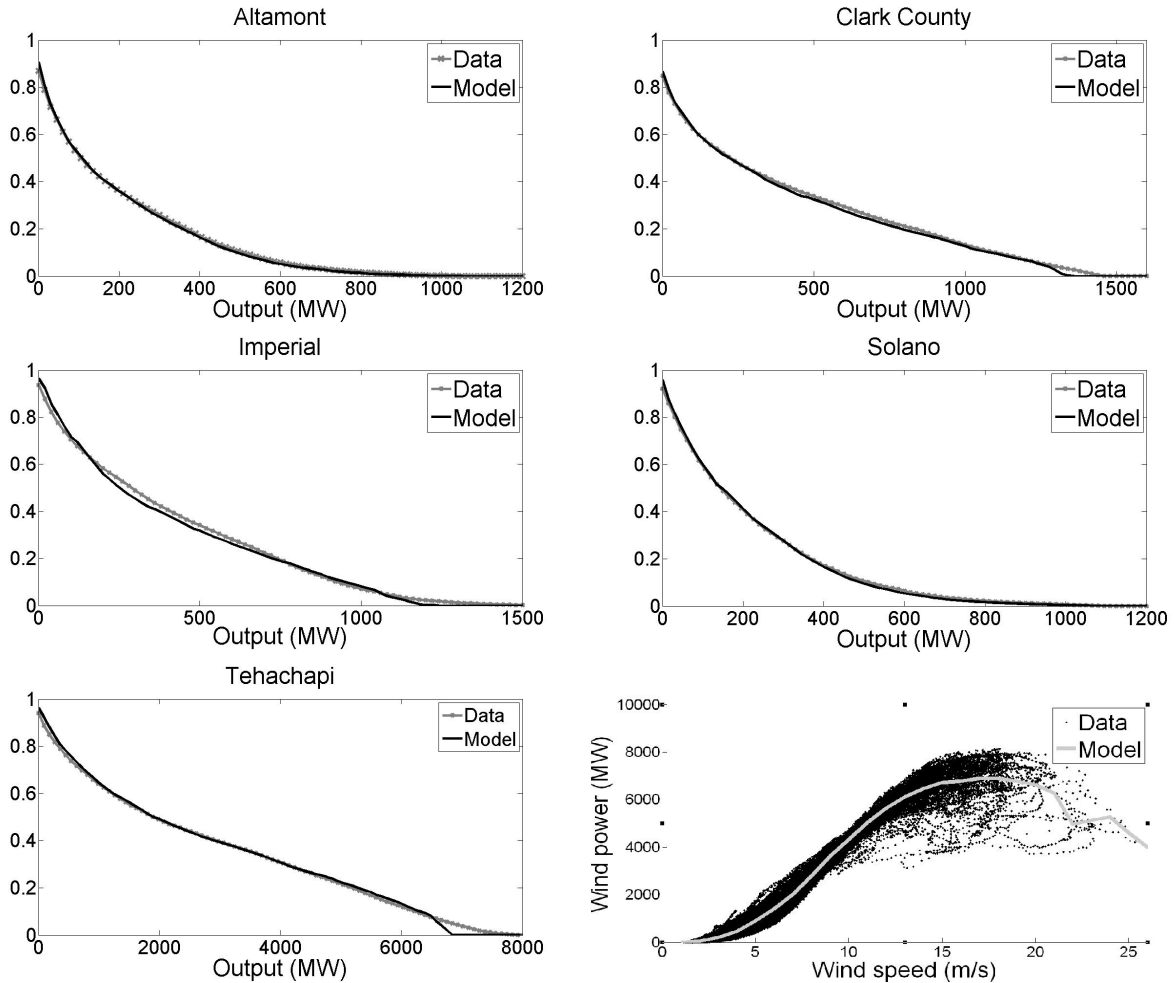 Altamont
1
0.8
0.6
0.4
0.2
0
0 200 400 600 800 1000 1200
Output (MW)
Data
Model
Clark County
1
0.8
0.6
0.4
0.2
0
0 500 1000 1500
Output (MW)
Data
Model
Imperial
1
0.8
0.6
0.4
0.2
0
0 500 1000 1500
Output (MW)
Data
Model
Solano
1
0.8
0.6
0.4
0.2
0
0 200 400 600 800 1000 1200
Output (MW)
Data
Model
Tehachapi
1
0.8
0.6
0.4
0.2
0
0 2000 4000 6000 8000
Output (MW)
Data
Model
Wind power (MW)
10000
8000
6000
4000
2000
0
0 5 10 15 20 25
Wind speed (m/s)
Data
Model